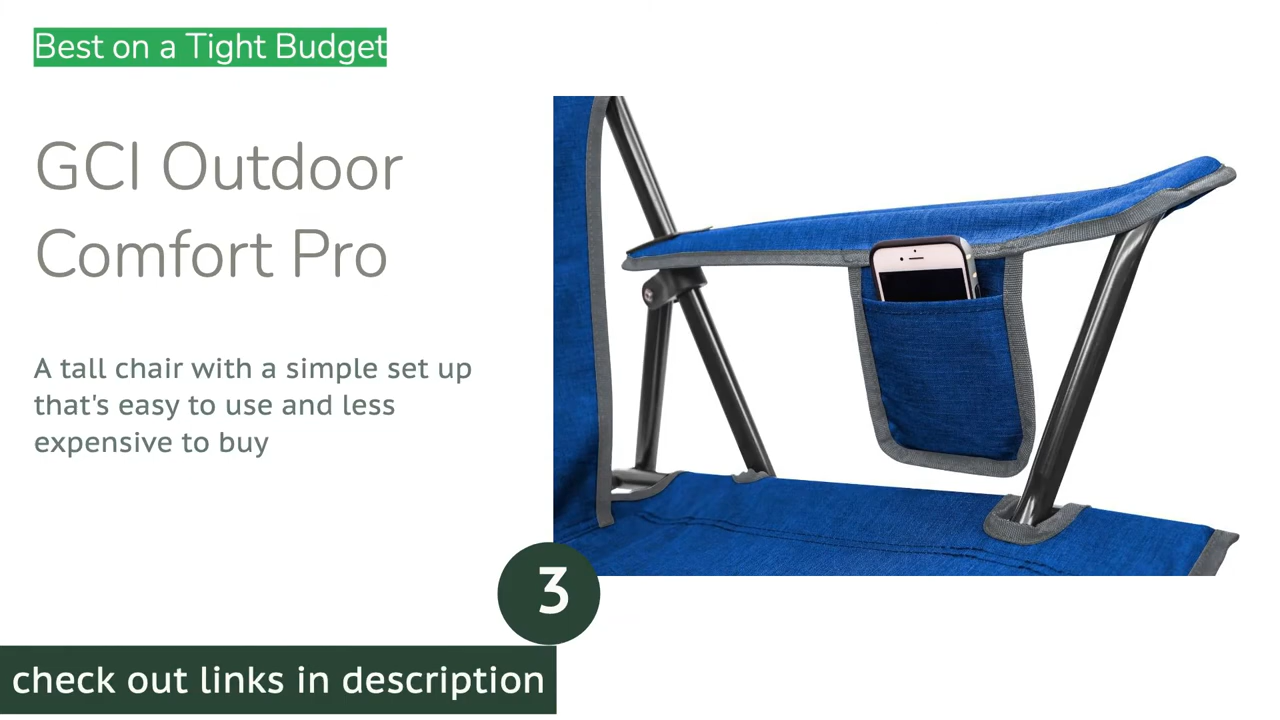 Best on a Tight Budget
GCI Outdoor
Comfort Pro
A tall chair with a simple set up
that's easy to use and less
expensive to buy
3
check out links in description